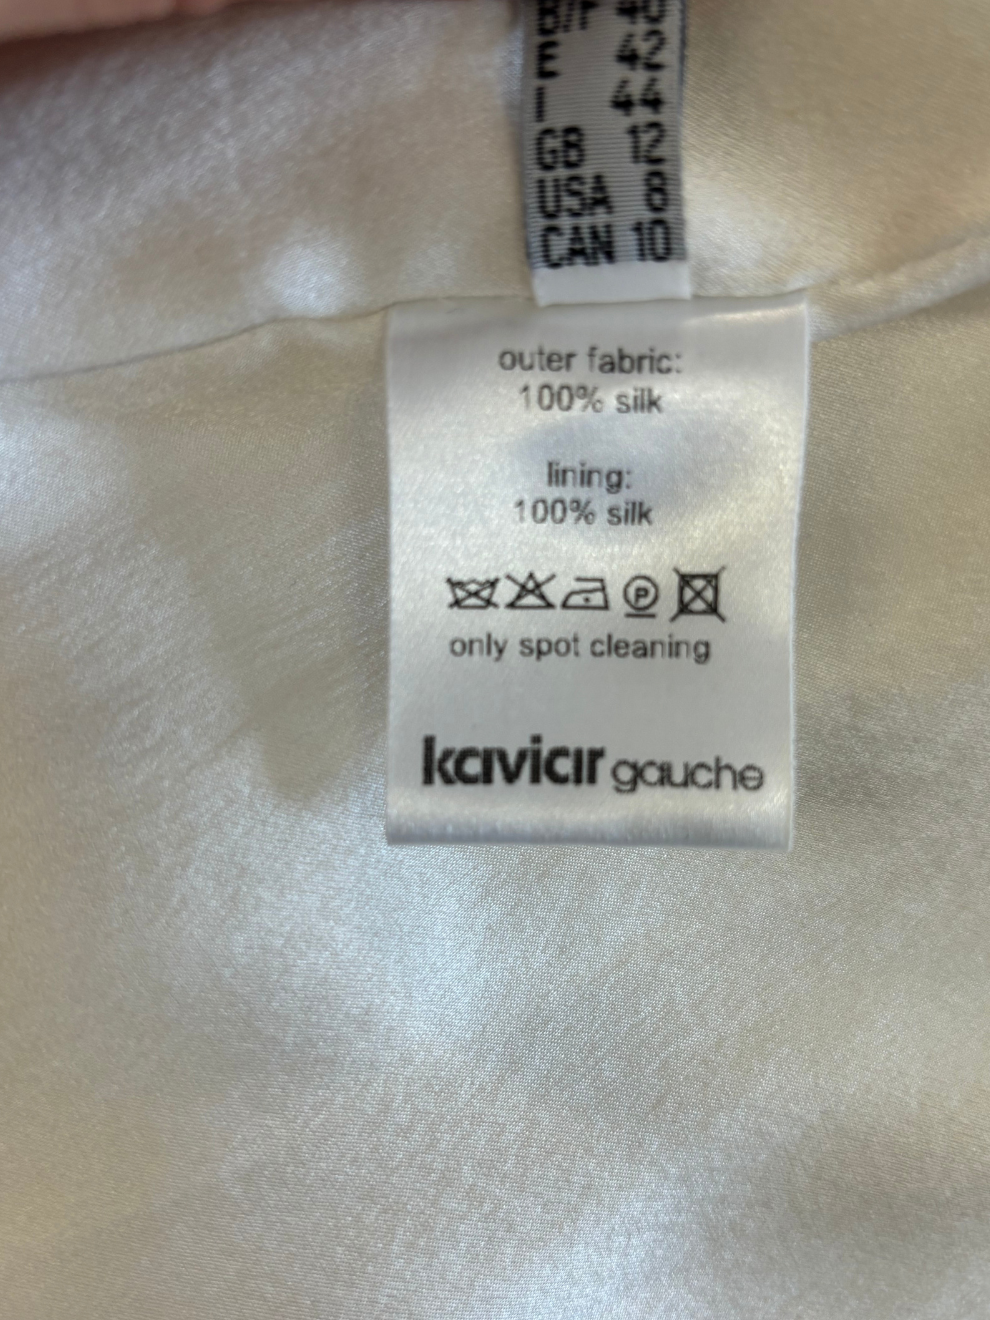 B/F 40
E 42
I 44
GB 12
USA 8
CAN 10
outer fabric:
100% silk
lining:
100% silk
P
only spot cleaning
kaviar gauche